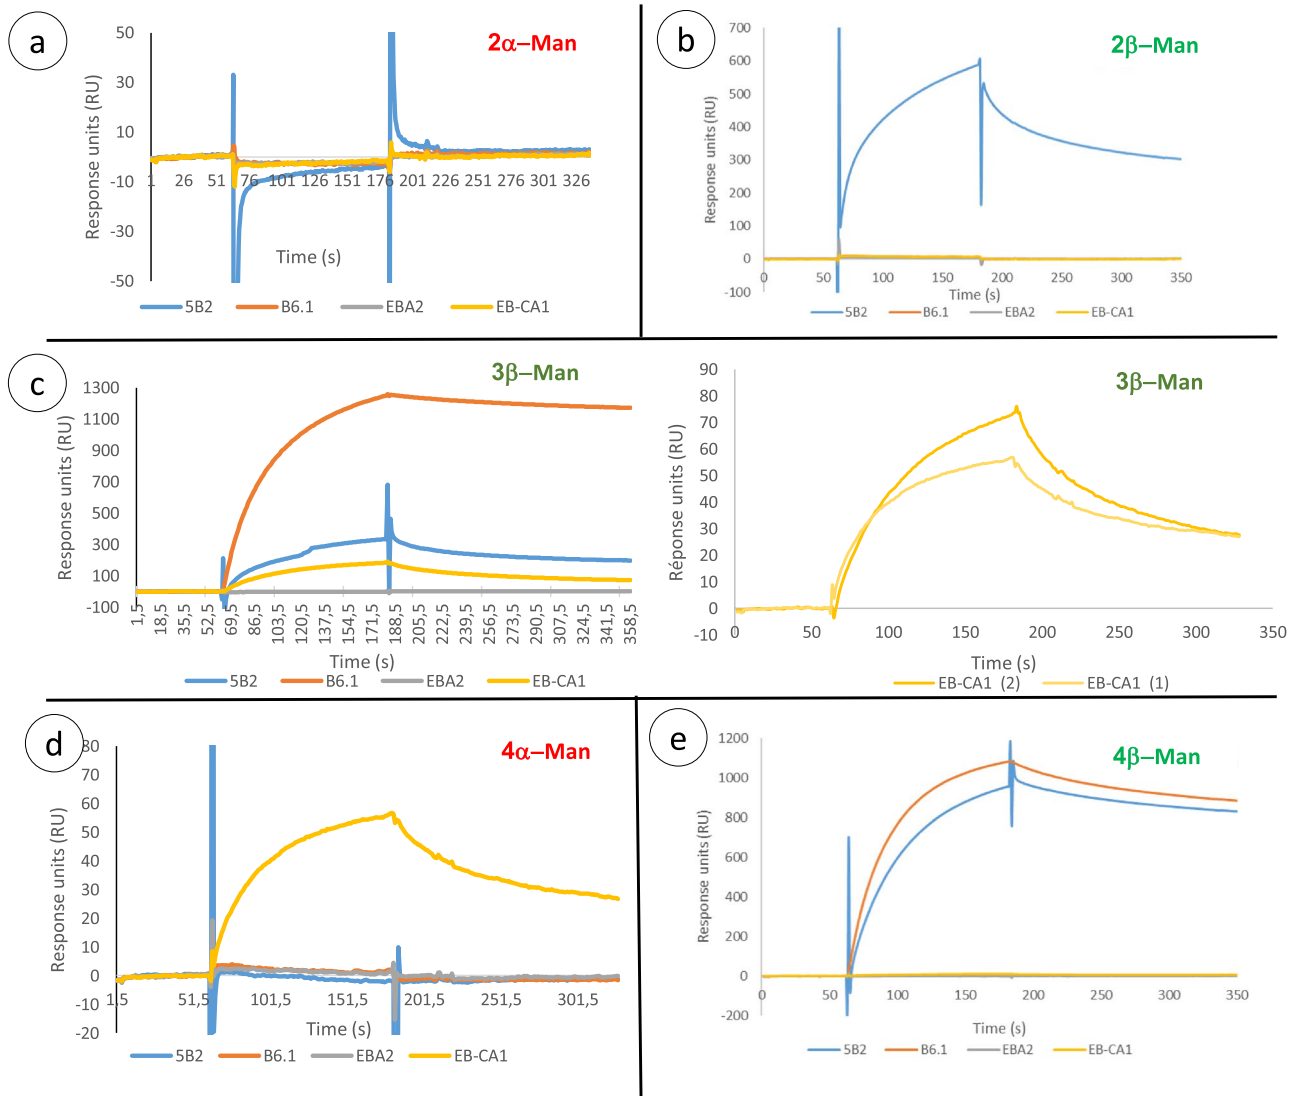 a
2α–Man
50
30
10
-10
-30
-50
Response units (RU)
1 26 51 76 101 126 151 176 201 226 251 276 301 326
Time (s)
5B2 B6.1 EBA2 EB-CA1
b
2β–Man
700
600
500
400
300
200
100
0
-100
Response units (RU)
0 50 100 150 200 250 300 350
Time (s)
5B2 B6.1 EBA2 EB-CA1
c
3β–Man
1300
1100
900
700
500
300
100
-100
Response units (RU)
1, 18,5 35,5 52,5 69,5 86,5 103,5 120,5 137,5 154,5 171,5 188,5 205,5 222,5 239,5 256,5 273,5 290,5 307,5 324,5 341,5 358,5
Time (s)
5B2 B6.1 EBA2 EB-CA1
3β–Man
90
80
70
60
50
40
30
20
10
0
-10
Réponse units (RU)
0 50 100 150 200 250 300 350
Time (s)
EB-CA1 (2) EB-CA1 (1)
d
4α–Man
80
70
60
50
40
30
20
10
0
-10
-20
Response units (RU)
1,5 51,5 101,5 151,5 201,5 251,5 301,5
Time (s)
5B2 B6.1 EBA2 EB-CA1
e
4β–Man
1200
1000
800
600
400
200
0
-200
Response units (RU)
0 50 100 150 200 250 300 350
Time (s)
5B2 B6.1 EBA2 EB-CA1